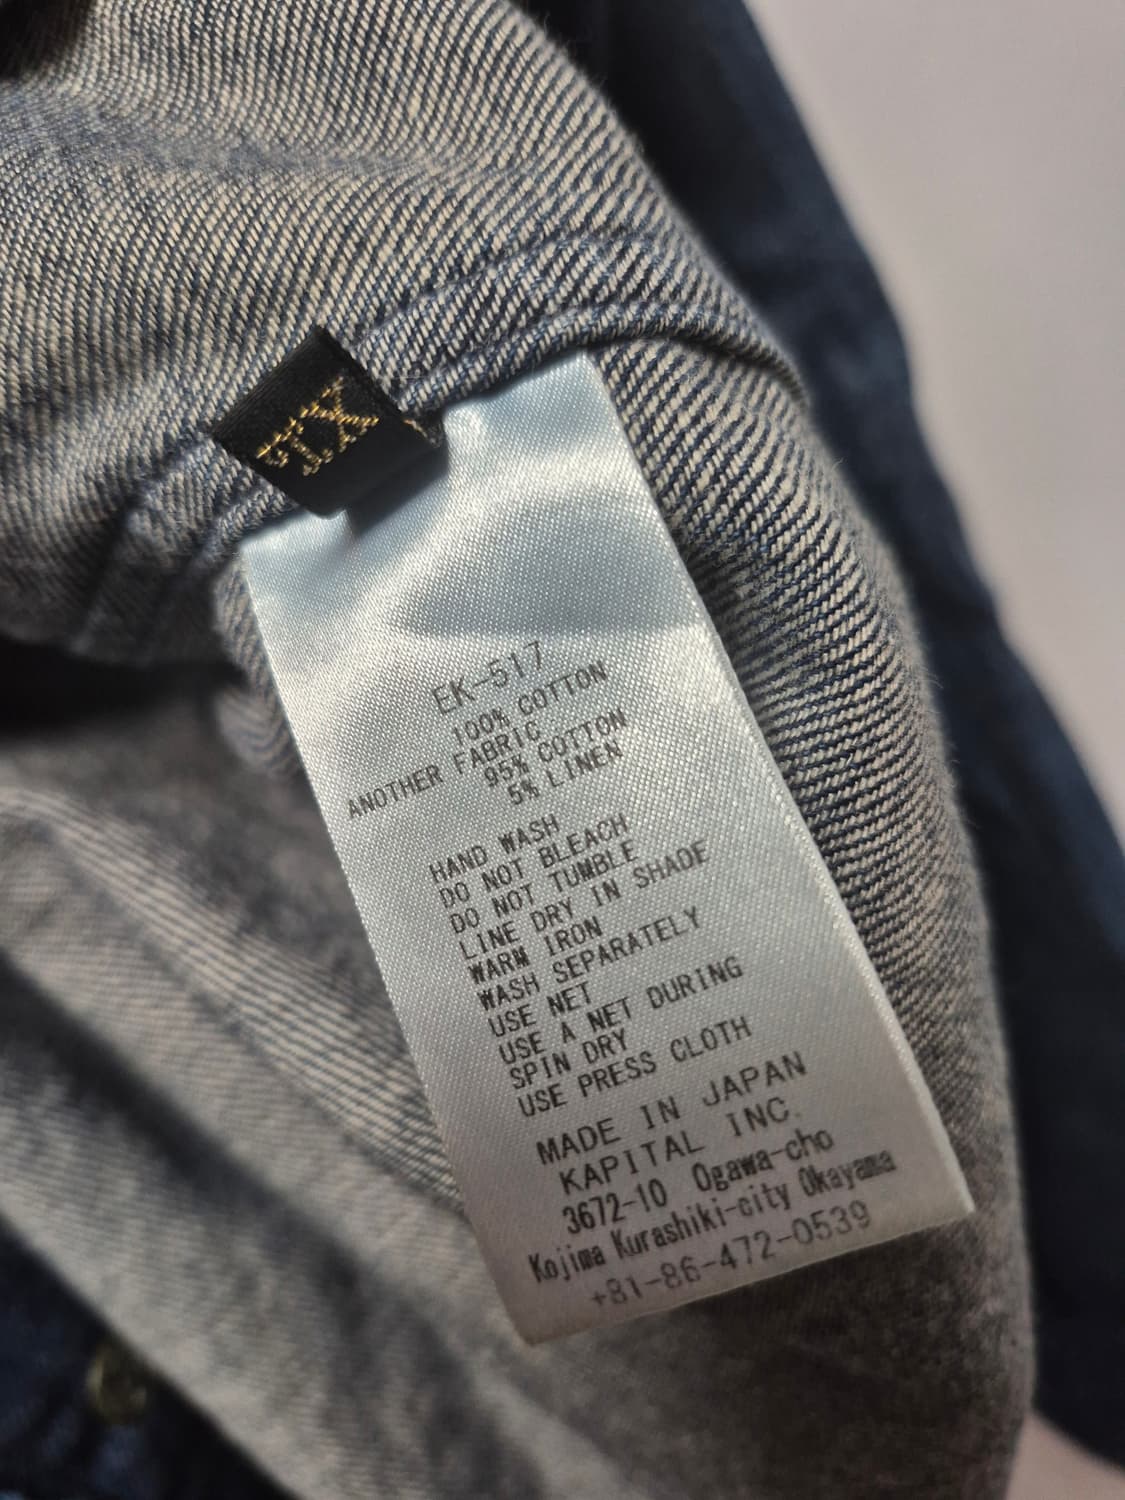 XL
EK-517
100% COTTON
ANOTHER FABRIC
95% COTTON
5% LINEN
HAND WASH
DO NOT BLEACH
DO NOT TUMBLE
LINE DRY IN SHADE
WARM IRON
WASH SEPARATELY
USE NET
USE A NET DURING
SPIN DRY
USE PRESS CLOTH
MADE IN JAPAN
KAPITAL INC.
3672-10 Ogawa-cho
Kojima Kurashiki-city Okayama
+81-86-472-0539